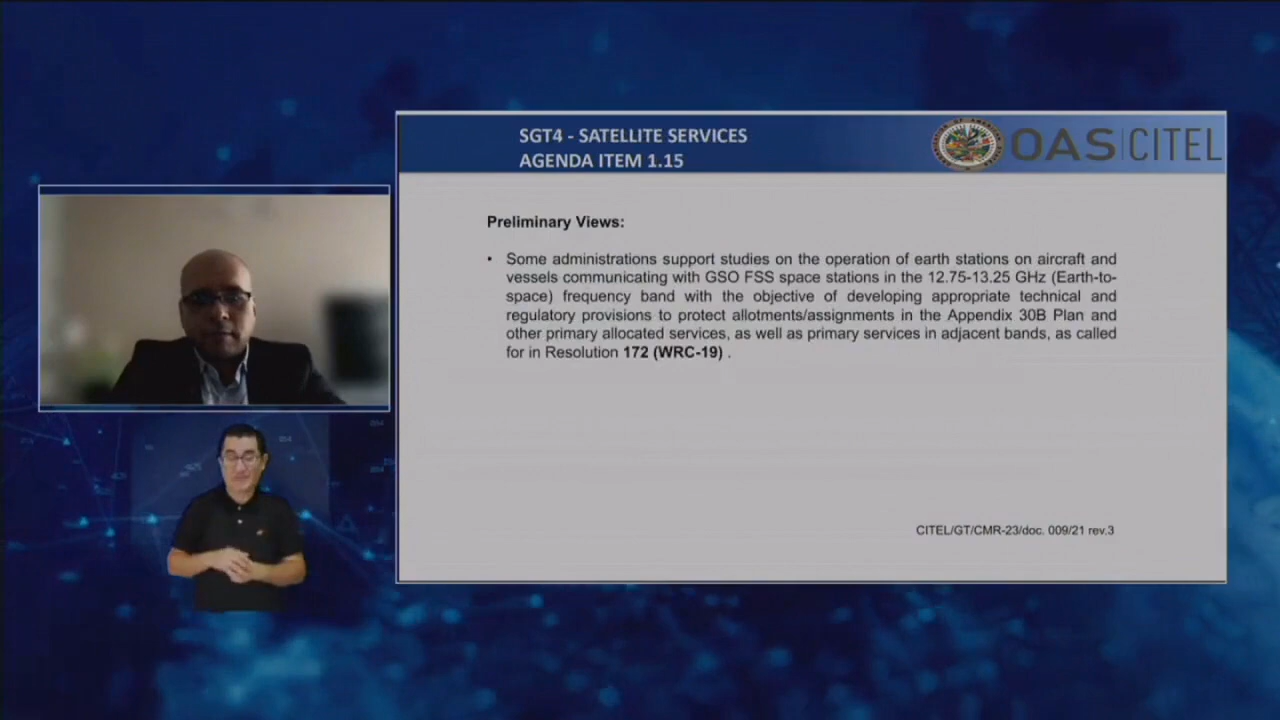 SGT4 - SATELLITE SERVICES
AGENDA ITEM 1.15
OAS|CITEL
Preliminary Views:
• Some administrations support studies on the operation of earth stations on aircraft and
vessels communicating with GSO FSS space stations in the 12.75-13.25 GHz (Earth-to-
space) frequency band with the objective of developing appropriate technical and
regulatory provisions to protect allotments/assignments in the Appendix 30B Plan and
other primary allocated services, as well as primary services in adjacent bands, as called
for in Resolution 172 (WRC-19) .
CITEL/GT/CMR-23/doc. 009/21 rev.3